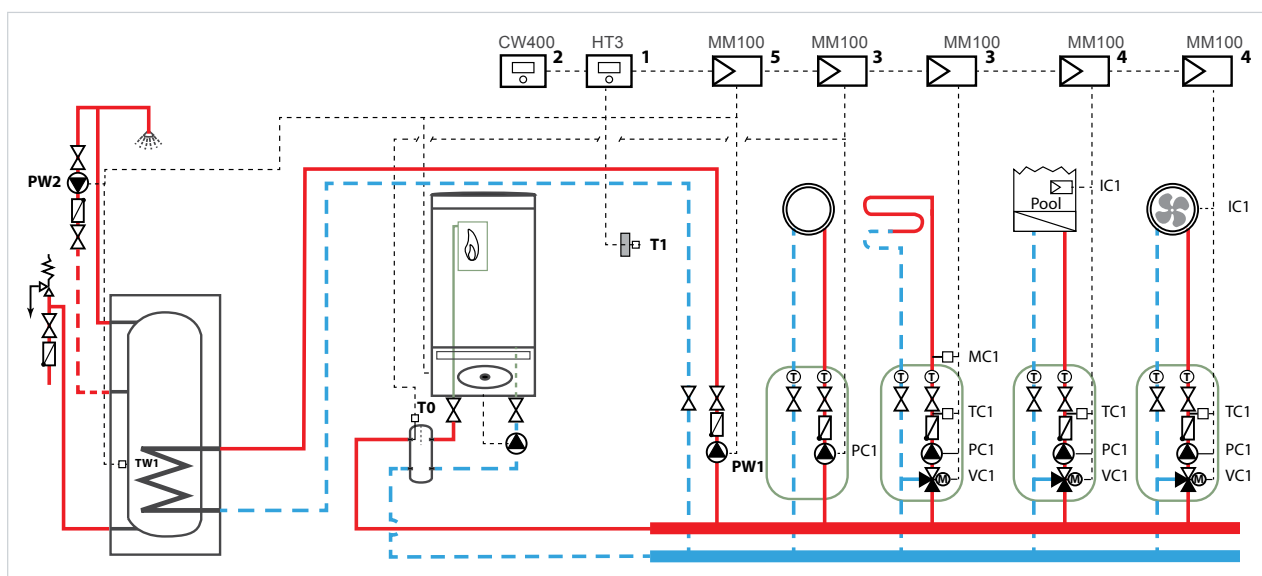 CW400 HT3 MM100 MM100 MM100 MM100 MM100
2 1 5 3 3 4 4
PW2
Pool
IC1
IC1
T1
MC1
T T T T T T T T
T0
TC1 TC1 TC1
TW1
PW1
PC1 PC1 PC1 PC1
M VC1 M VC1 M VC1